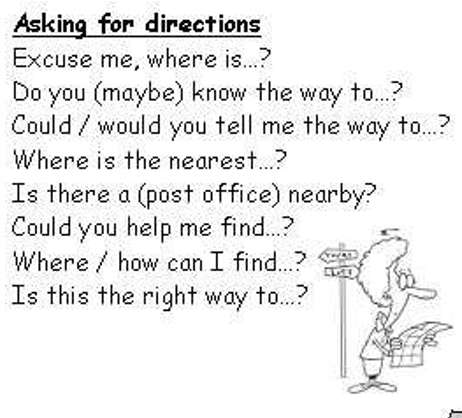 Asking for directions
Excuse me, where is...?
Do you (maybe) know the way to...?
Could / would you tell me the way to...?
Where is the nearest...?
Is there a (post office) nearby?
Could you help me find...?
Where / how can I find...?
Is this the right way to...?